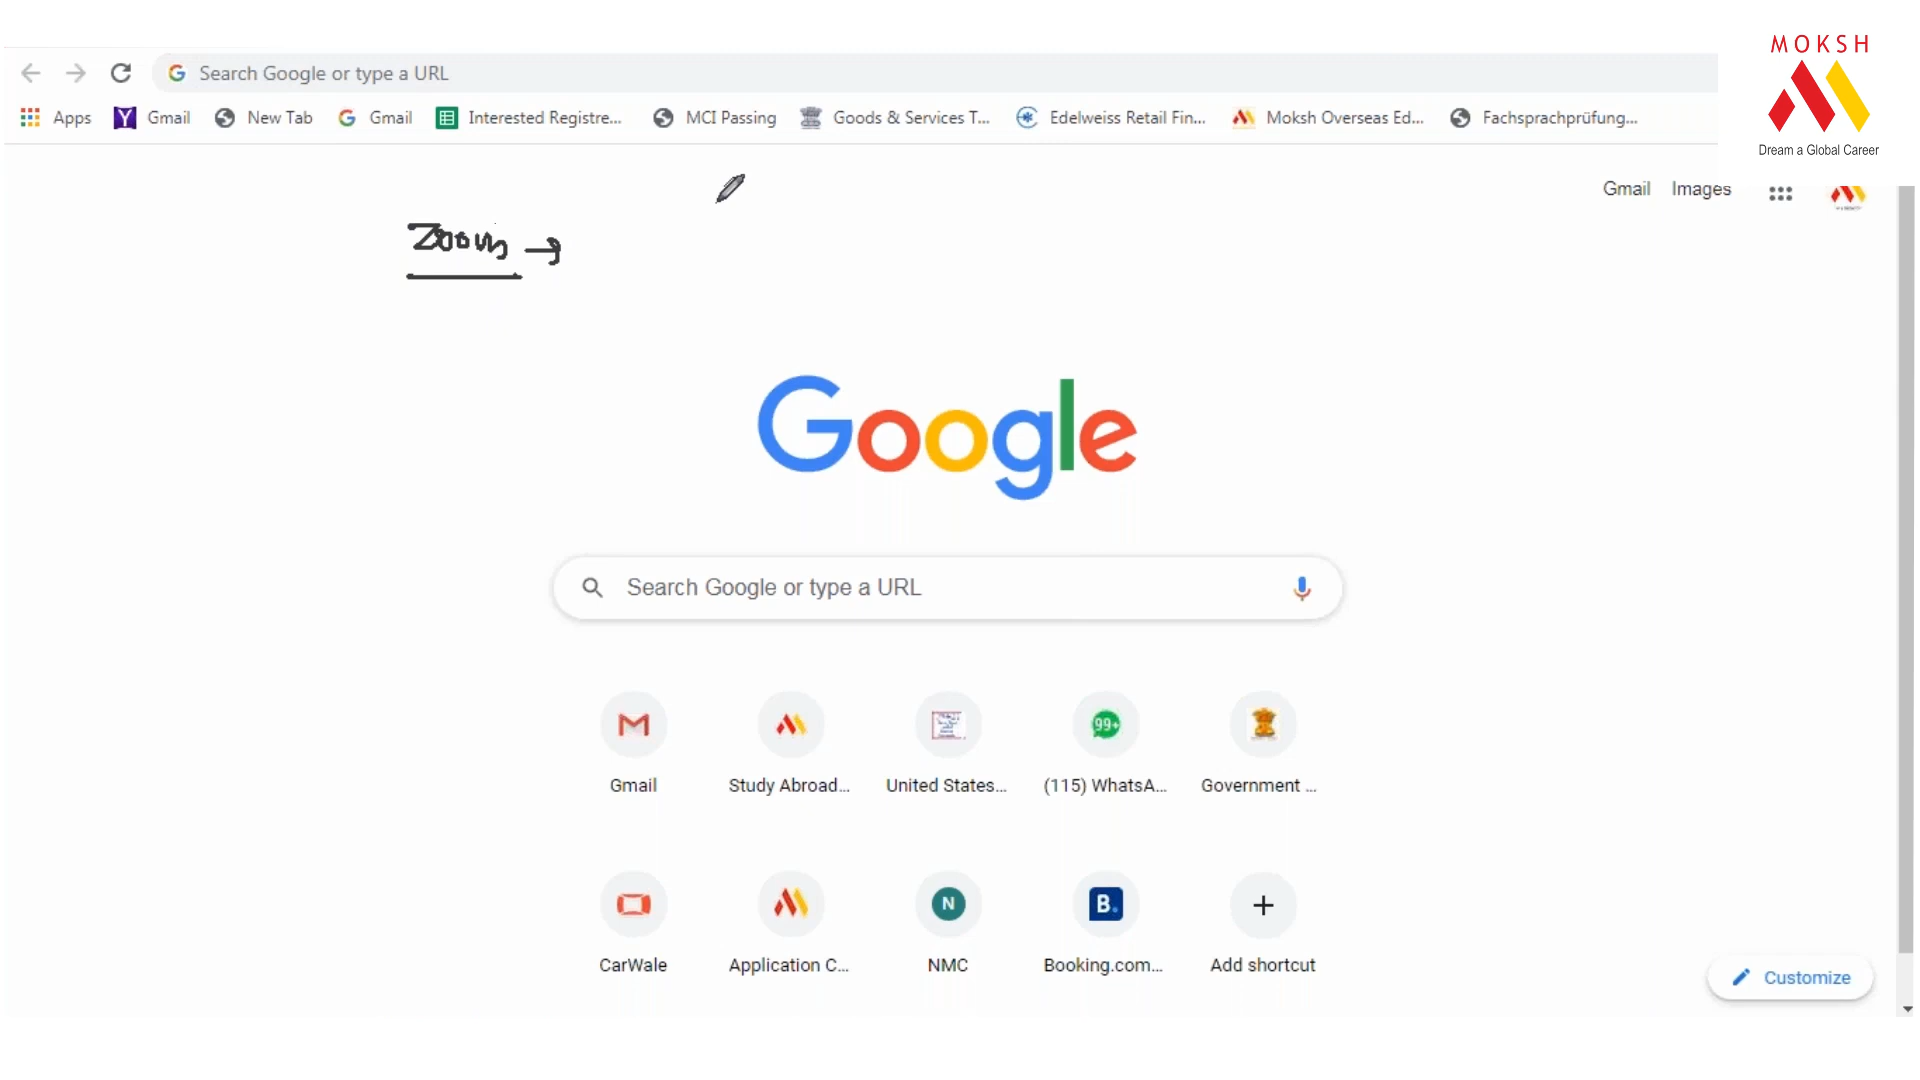 MOKSH
Dream a Global Career
Search Google or type a URL
Apps Gmail New Tab Gmail Interested Registre... MCI Passing Goods & Services T... Edelweiss Retail Fin... Moksh Overseas Ed... Fachsprachprüfung...
Gmail Images
Zoom →
Google
Search Google or type a URL
99+
Gmail Study Abroad... United States... (115) WhatsA... Government ...
N B.
CarWale Application C... NMC Booking.com... Add shortcut
Customize